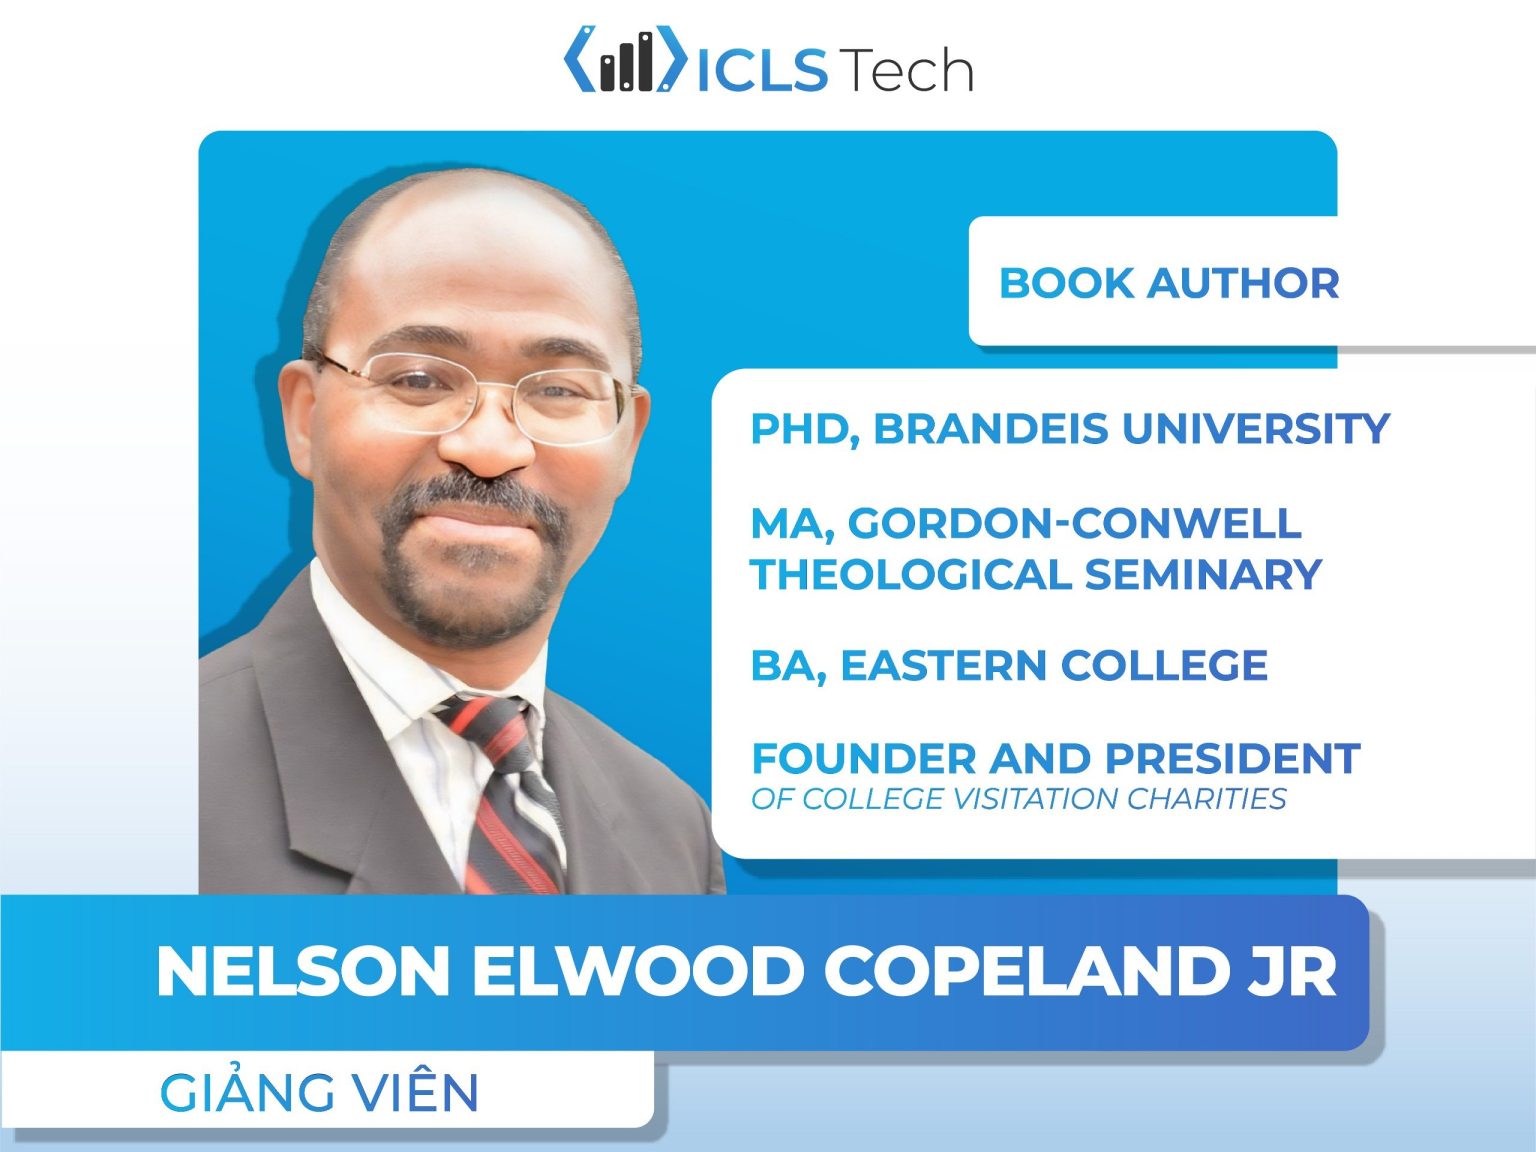 ICLS Tech
BOOK AUTHOR
PHD, BRANDEIS UNIVERSITY
MA, GORDON-CONWELL
THEOLOGICAL SEMINARY
BA, EASTERN COLLEGE
FOUNDER AND PRESIDENT
OF COLLEGE VISITATION CHARITIES
NELSON ELWOOD COPELAND JR
GIẢNG VIÊN